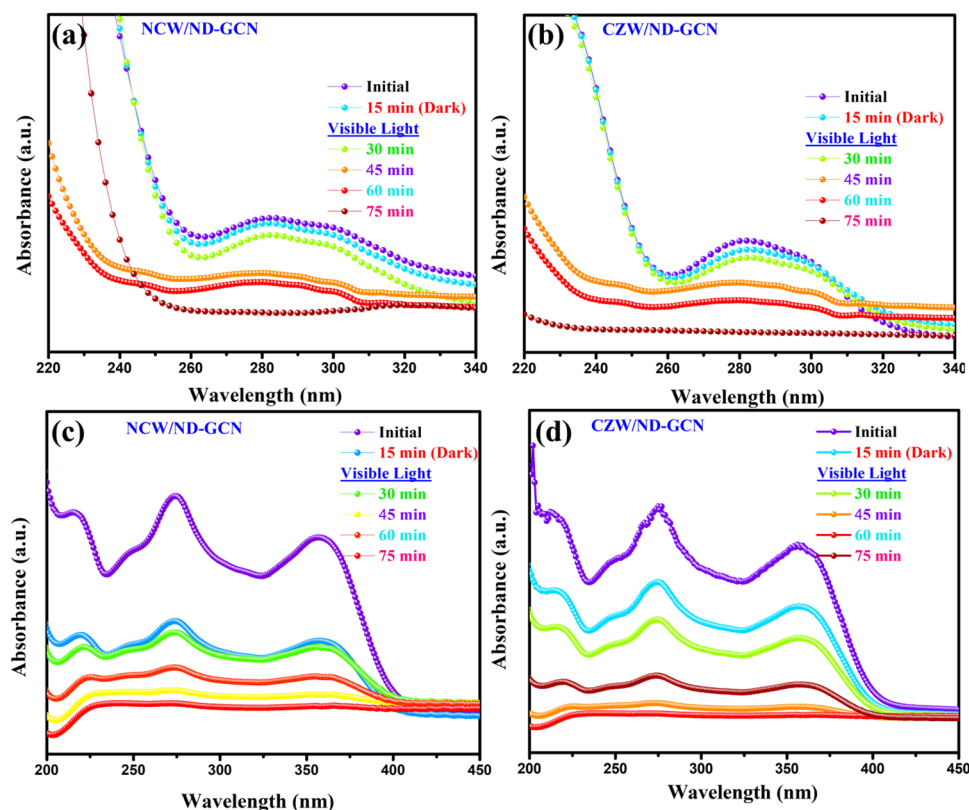 (a)
NCW/ND-GCN
Initial
15 min (Dark)
Visible Light
30 min
45 min
60 min
75 min
Absorbance (a.u.)
220 240 260 280 300 320 340
Wavelength (nm)
(b)
CZW/ND-GCN
Initial
15 min (Dark)
Visible Light
30 min
45 min
60 min
75 min
Absorbance (a.u.)
220 240 260 280 300 320 340
Wavelength (nm)
(c)
NCW/ND-GCN
Initial
15 min (Dark)
Visible Light
30 min
45 min
60 min
75 min
Absorbance (a.u.)
200 250 300 350 400 450
Wavelength (nm)
(d)
CZW/ND-GCN
Initial
15 min (Dark)
Visible Light
30 min
45 min
60 min
75 min
Absorbance (a.u.)
200 250 300 350 400 450
Wavelength (nm)